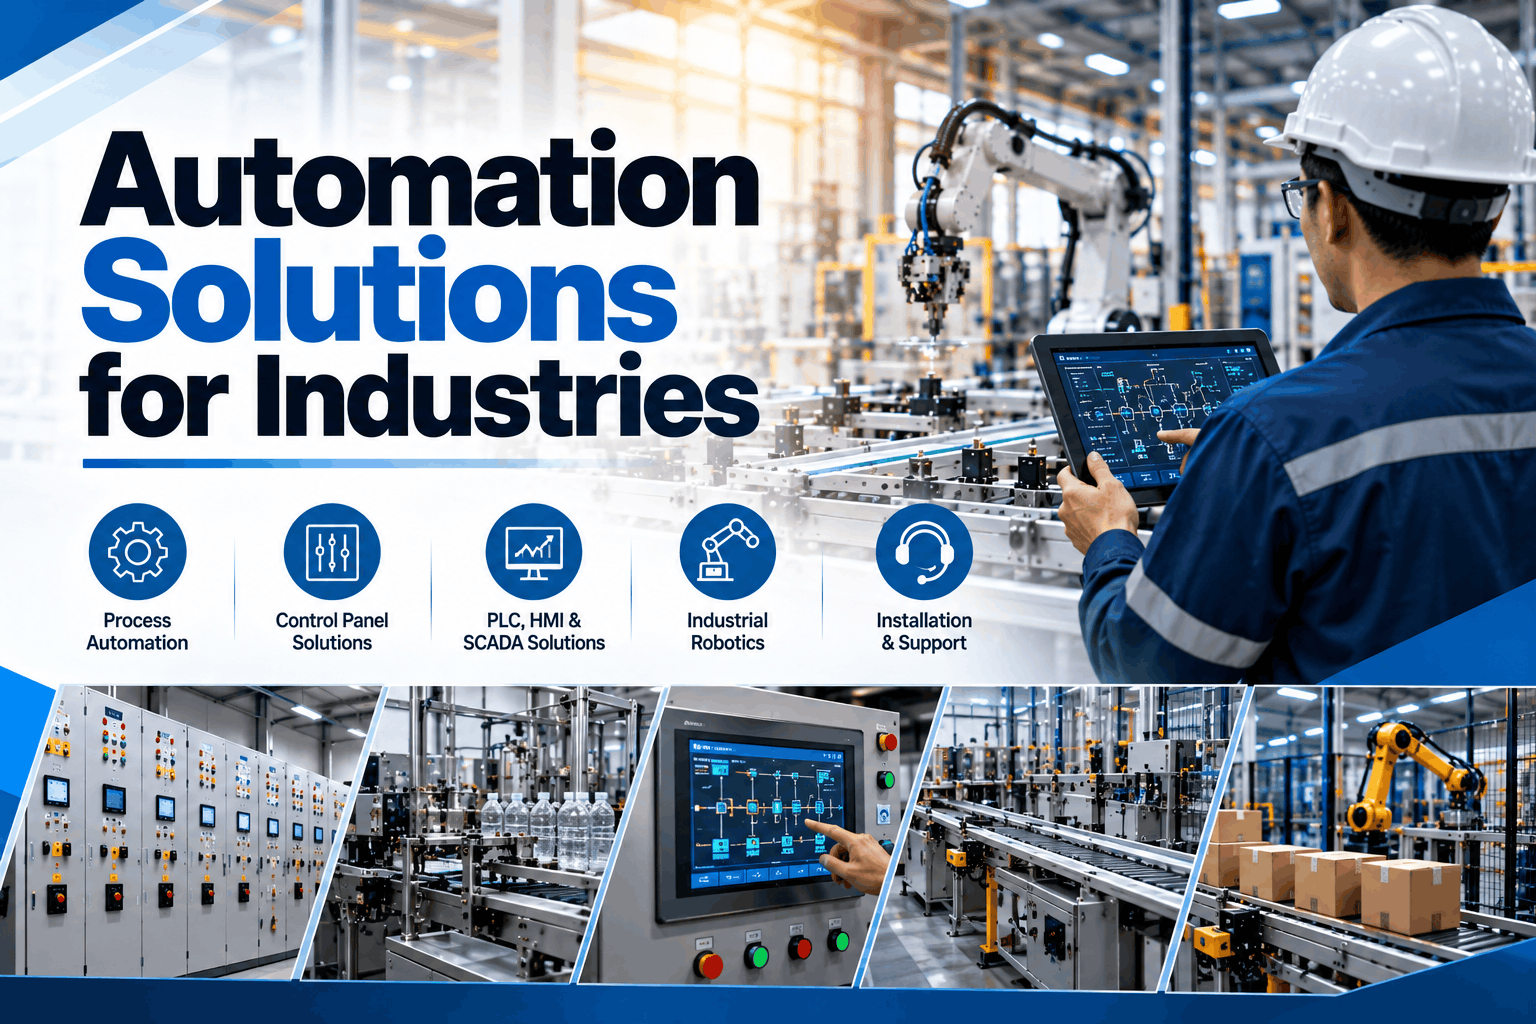 Automation
Solutions
for Industries
Process
Automation
Control Panel
Solutions
PLC, HMI &
SCADA Solutions
Industrial
Robotics
Installation
& Support